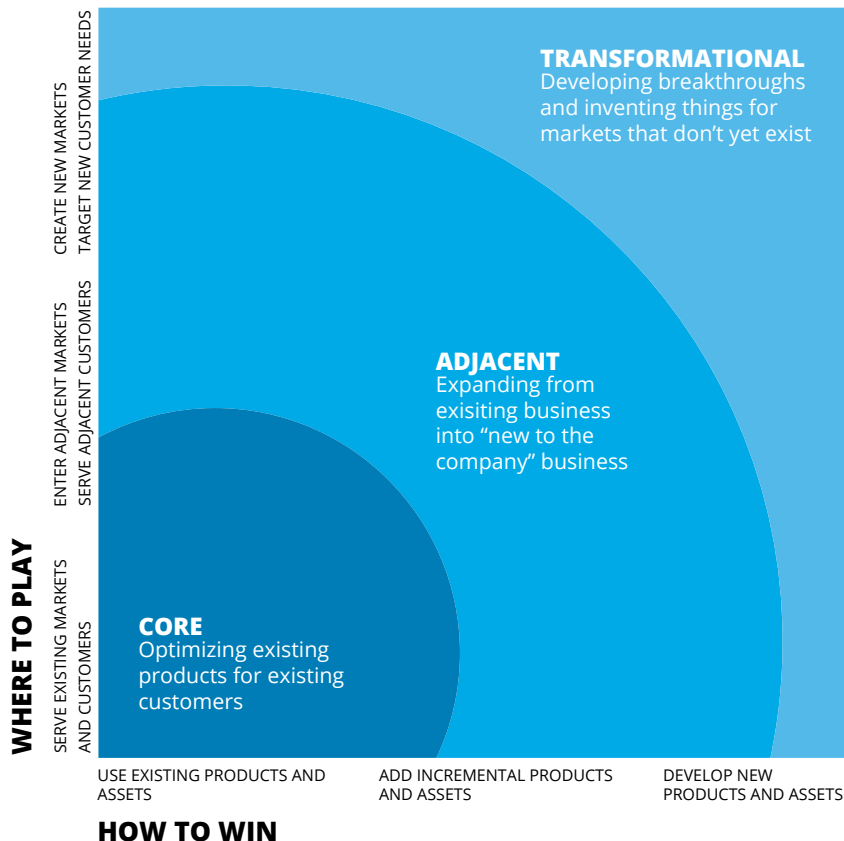 TRANSFORMATIONAL
Developing breakthroughs
and inventing things for
markets that don’t yet exist
ADJACENT
Expanding from
exisiting business
into “new to the
company” business
CORE
Optimizing existing
products for existing
customers
WHERE TO PLAY
CREATE NEW MARKETS
TARGET NEW CUSTOMER NEEDS
ENTER ADJACENT MARKETS
SERVE ADJACENT CUSTOMERS
SERVE EXISTING MARKETS
AND CUSTOMERS
USE EXISTING PRODUCTS AND
ASSETS
ADD INCREMENTAL PRODUCTS
AND ASSETS
DEVELOP NEW
PRODUCTS AND ASSETS
HOW TO WIN